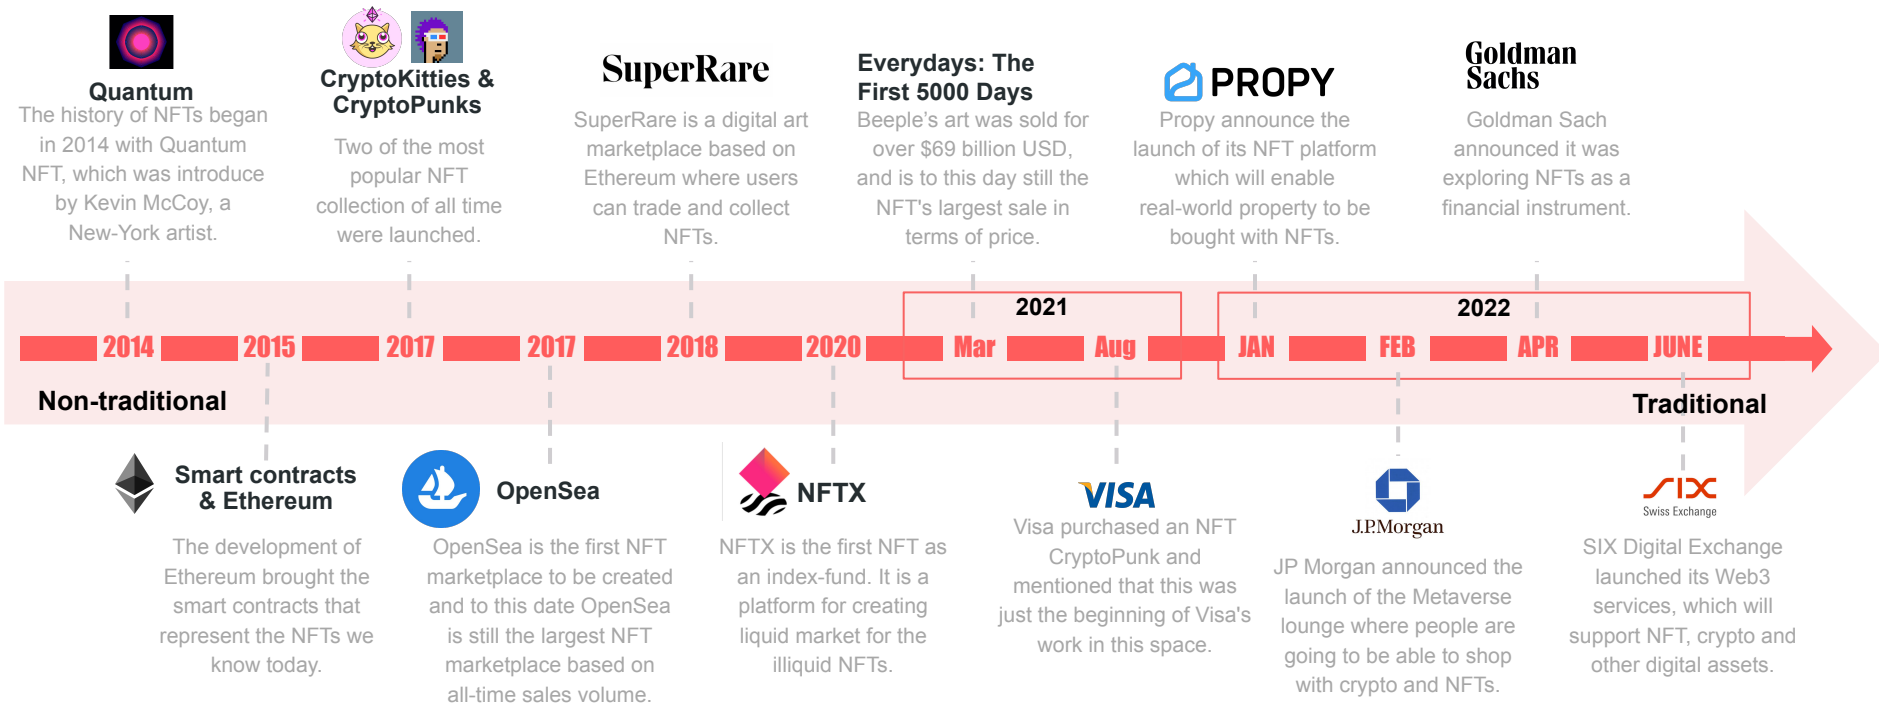 Quantum
The history of NFTs began
in 2014 with Quantum
NFT, which was introduce
by Kevin McCoy, a
New-York artist.
CryptoKitties &
CryptoPunks
Two of the most
popular NFT
collection of all time
were launched.
SuperRare
SuperRare is a digital art
marketplace based on
Ethereum where users
can trade and collect
NFTs.
Everydays: The
First 5000 Days
Beeple's art was sold for
over $69 billion USD,
and is to this day still the
NFT's largest sale in
terms of price.
PROPY
Propy announce the
launch of its NFT platform
which will enable
real-world property to be
bought with NFTs.
Goldman
Sachs
Goldman Sach
announced it was
exploring NFTs as a
financial instrument.
2021
2022
2014
2015
2017
2017
2018
2020
Mar
Aug
JAN
FEB
APR
JUNE
Non-traditional
Traditional
Smart contracts
& Ethereum
The development of
Ethereum brought the
smart contracts that
represent the NFTs we
know today.
OpenSea
OpenSea is the first NFT
marketplace to be created
and to this date OpenSea
is still the largest NFT
marketplace based on
all-time sales volume.
NFTX
NFTX is the first NFT as
an index-fund. It is a
platform for creating
liquid market for the
illiquid NFTs.
VISA
Visa purchased an NFT
CryptoPunk and
mentioned that this was
just the beginning of Visa's
work in this space.
J.P.Morgan
JP Morgan announced the
launch of the Metaverse
lounge where people are
going to be able to shop
with crypto and NFTs.
SIX
Swiss Exchange
SIX Digital Exchange
launched its Web3
services, which will
support NFT, crypto and
other digital assets.